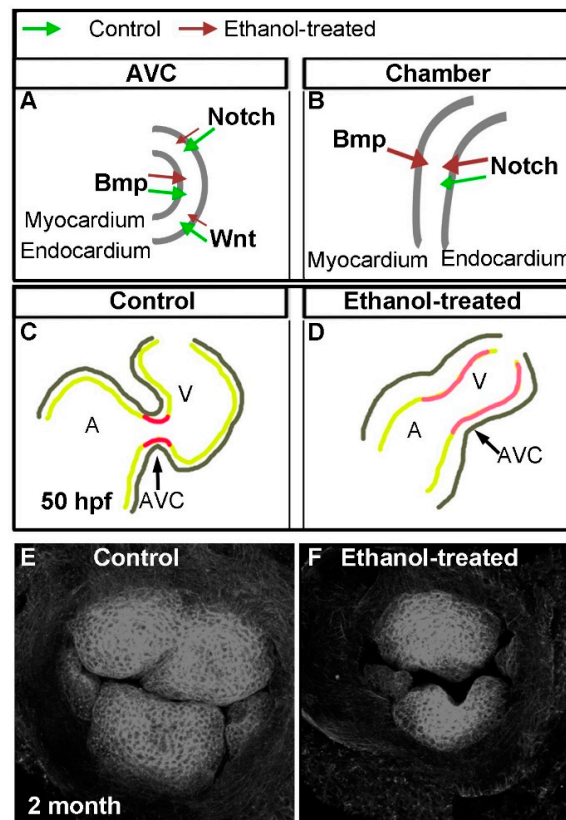 Control Ethanol-treated
AVC Chamber
A B
Notch
Bmp
Bmp
Notch
Myocardium
Endocardium Wnt
Myocardium Endocardium
Control Ethanol-treated
C D
V V
A A
AVC
50 hpf AVC
E Control F Ethanol-treated
2 month